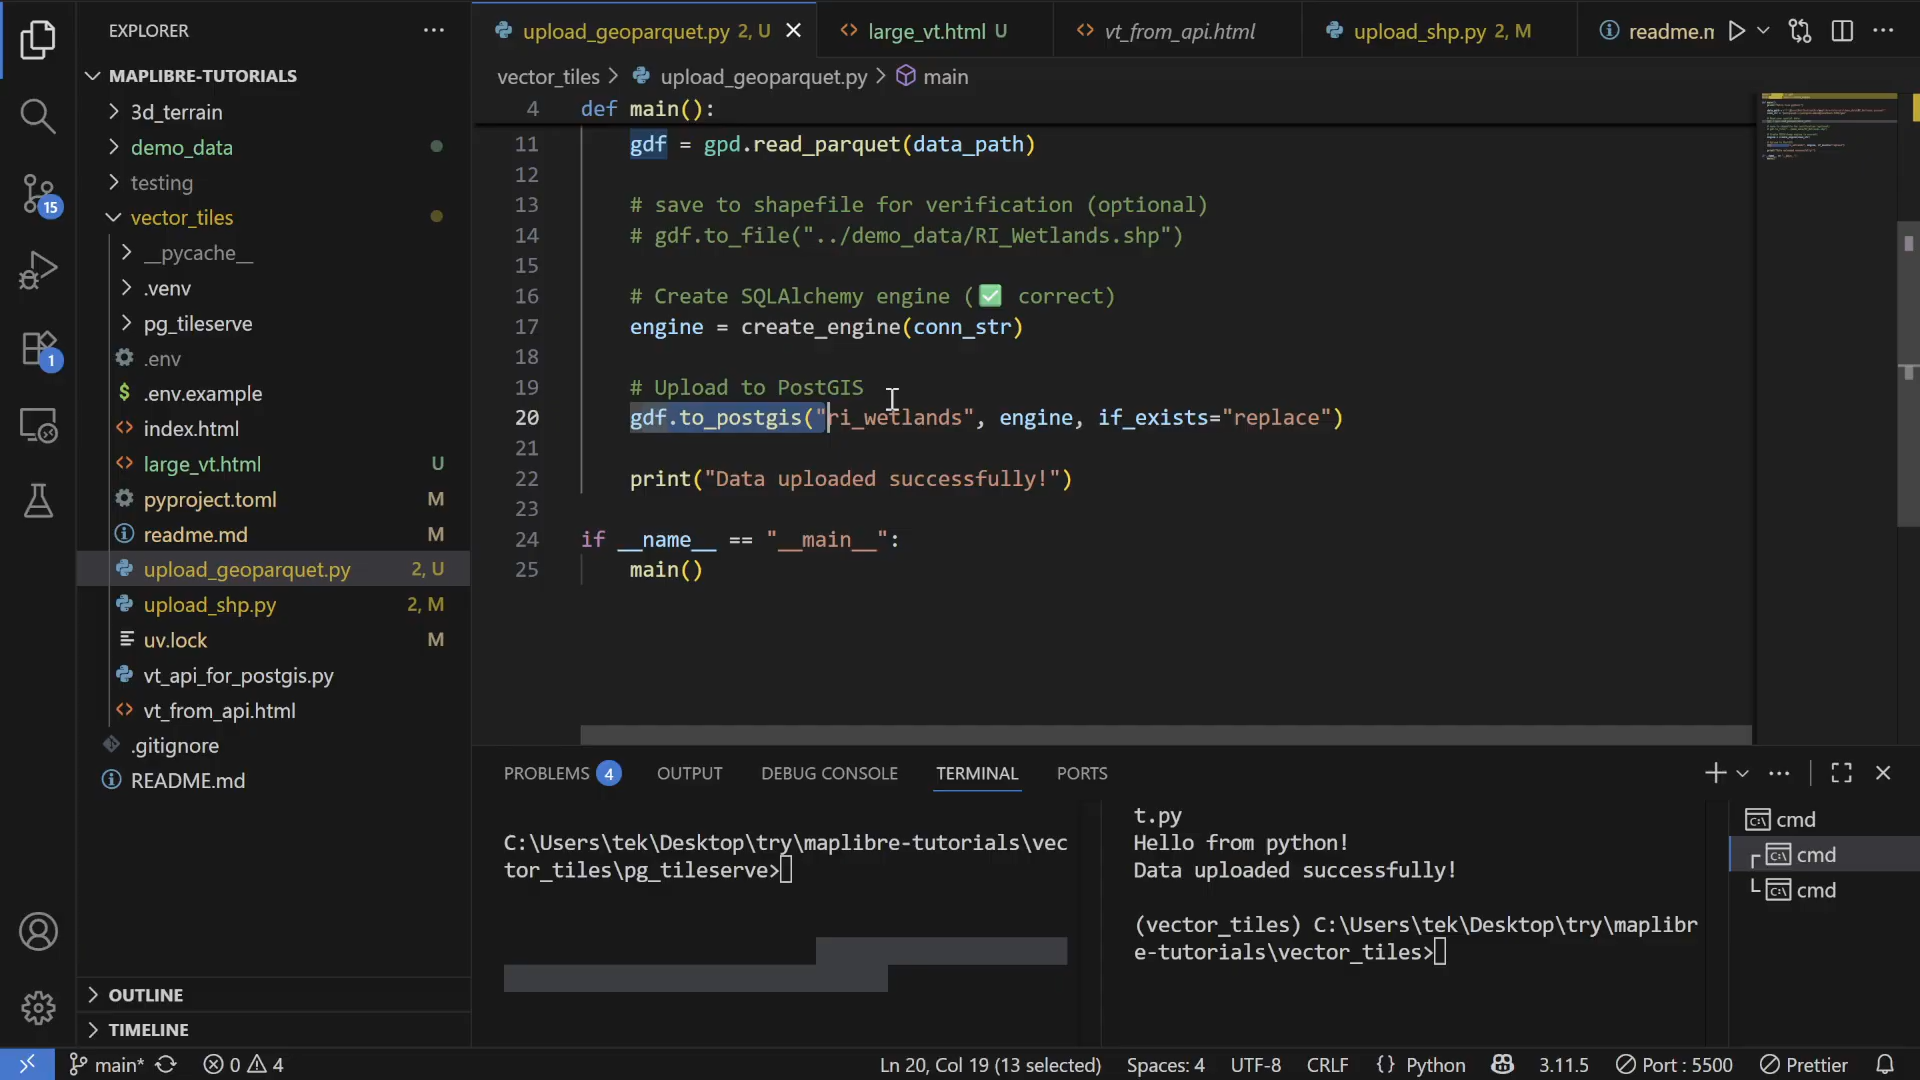 EXPLORER
MAPLIBRE-TUTORIALS
3d_terrain
demo_data
testing
vector_tiles
__pycache__
.venv
pg_tileserve
.env
.env.example
index.html
large_vt.html U
pyproject.toml M
readme.md M
upload_geoparquet.py 2, U
upload_shp.py 2, M
uv.lock M
vt_api_for_postgis.py
vt_from_api.html
.gitignore
README.md
OUTLINE
TIMELINE
15
1
upload_geoparquet.py 2, U
large_vt.html U
vt_from_api.html
upload_shp.py 2, M
readme.m
vector_tiles > upload_geoparquet.py > main
4 def main():
11 gdf = gpd.read_parquet(data_path)
12
13 # save to shapefile for verification (optional)
14 # gdf.to_file("../demo_data/RI_Wetlands.shp")
15
16 # Create SQLAlchemy engine (✅ correct)
17 engine = create_engine(conn_str)
18
19 # Upload to PostGIS
20 gdf.to_postgis("ri_wetlands", engine, if_exists="replace")
21
22 print("Data uploaded successfully!")
23
24 if __name__ == "__main__":
25 main()
PROBLEMS 4 OUTPUT DEBUG CONSOLE TERMINAL PORTS
C:\Users\tek\Desktop\try\maplibre-tutorials\vec
tor_tiles\pg_tileserve>
t.py
Hello from python!
Data uploaded successfully!
(vector_tiles) C:\Users\tek\Desktop\try\maplibr
e-tutorials\vector_tiles>
cmd
cmd
cmd
main* 0 4 Ln 20, Col 19 (13 selected) Spaces: 4 UTF-8 CRLF {} Python 3.11.5 Port : 5500 Prettier